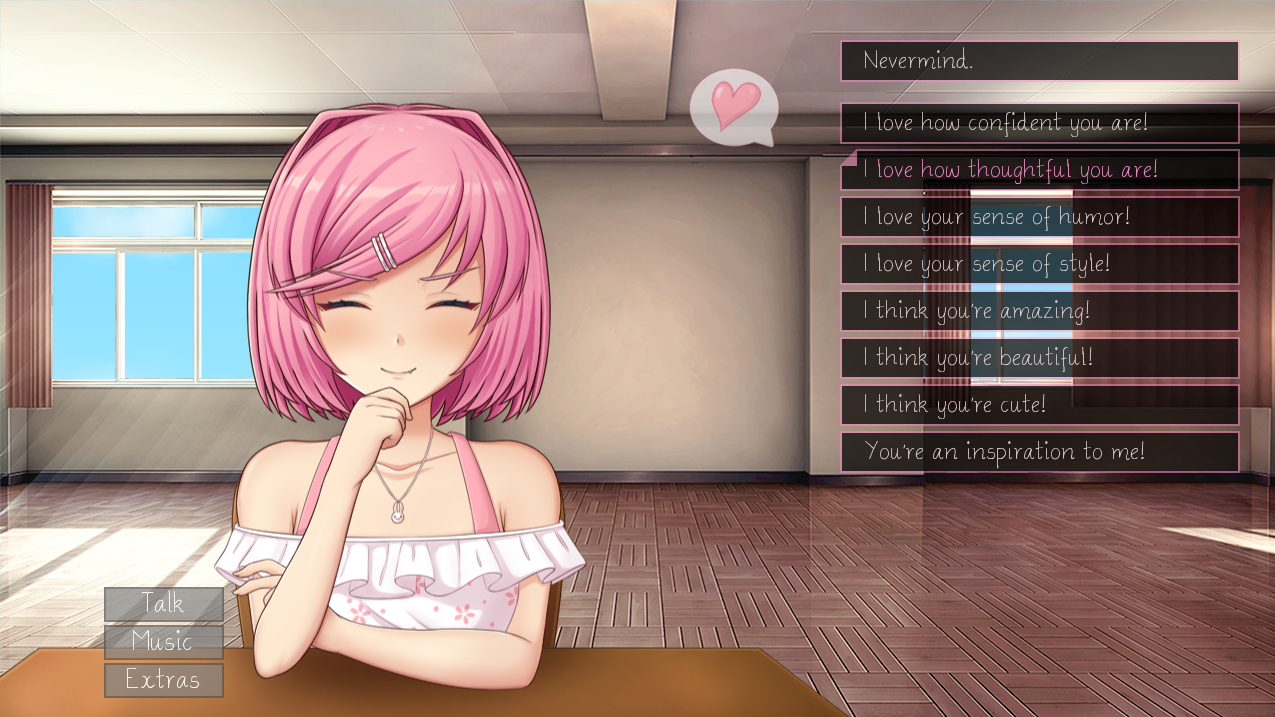 Nevermind.
I love how confident you are!
I love how thoughtful you are!
I love your sense of humor!
I love your sense of style!
I think you're amazing!
I think you're beautiful!
I think you're cute!
You're an inspiration to me!
Talk
Music
Extras